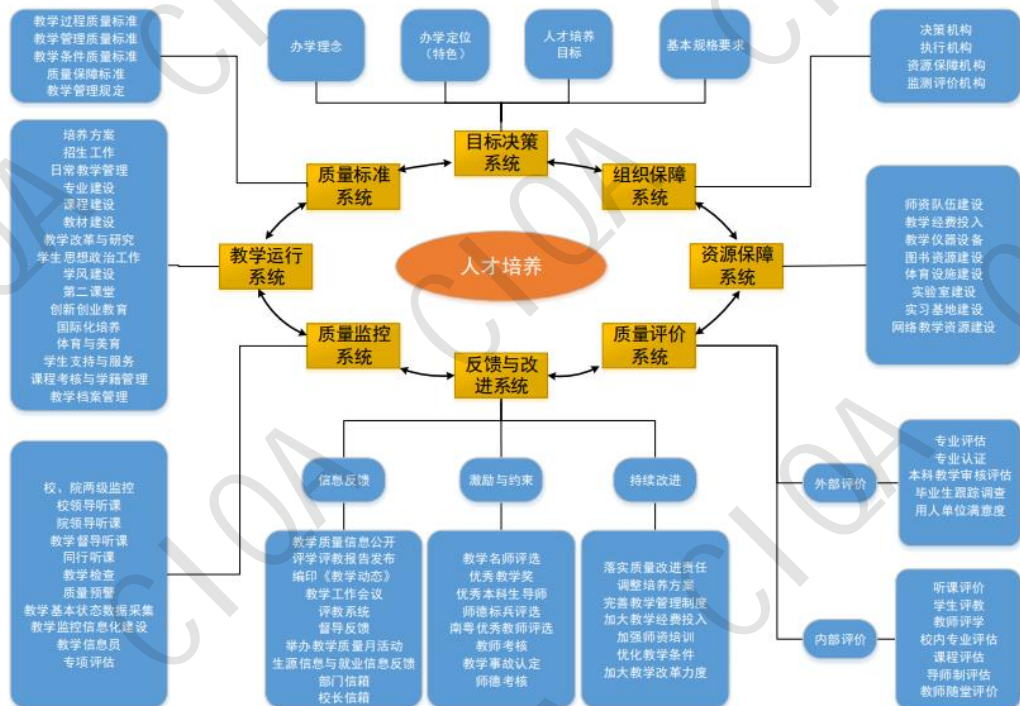 教学过程质量标准
教学管理质量标准
教学条件质量标准
质量保障标准
教学管理规定
办学理念
办学定位
（特色）
人才培养
目标
基本规格要求
决策机构
执行机构
资源保障机构
监测评价机构
目标决策
系统
质量标准
系统
组织保障
系统
培养方案
招生工作
日常教学管理
专业建设
课程建设
教材建设
教学改革与研究
学生思想政治工作
学风建设
第二课堂
创新创业教育
国际化培养
体育与美育
学生支持与服务
课程考核与学籍管理
教学档案管理
教学运行
系统
人才培养
资源保障
系统
师资队伍建设
教学经费投入
教学仪器设备
图书资源建设
体育设施建设
实验室建设
实习基地建设
网络教学资源建设
质量监控
系统
反馈与改
进系统
质量评价
系统
校、院两级监控
校领导听课
院领导听课
教学督导听课
同行听课
教学检查
质量预警
教学基本状态数据采集
教学监控信息化建设
教学信息员
专项评估
信息反馈
激励与约束
持续改进
教学质量信息公开
评学评教报告发布
编印《教学动态》
教学工作会议
评教系统
督导反馈
举办教学质量月活动
生源信息与就业信息反馈
部门信箱
校长信箱
教学名师评选
优秀教学奖
优秀本科生导师
师德标兵评选
南粤优秀教师评选
教师考核
教学事故认定
师德考核
落实质量改进责任
调整培养方案
完善教学管理制度
加大教学经费投入
加强师资培训
优化教学条件
加大教学改革力度
外部评价
专业评估
专业认证
本科教学审核评估
毕业生跟踪调查
用人单位满意度
内部评价
听课评价
学生评教
教师评学
校内专业评估
课程评估
导师制评估
教师随堂评价
CIQA
CIQA
CIQA